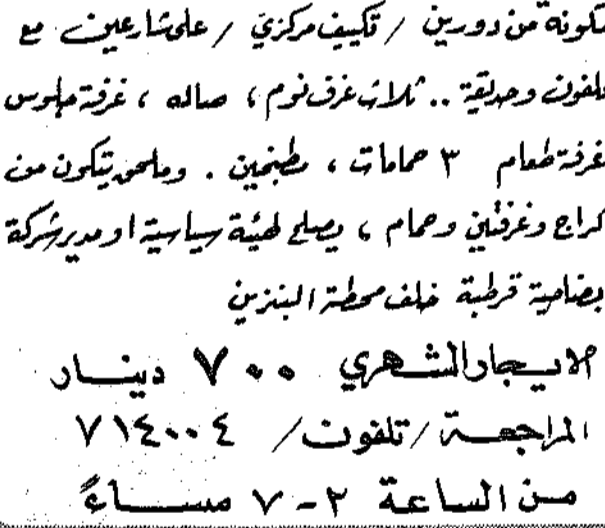 تكونة من دورين / تكييف مركزي / على شارعين مع
تلفون وحديقة .. ثلاث غرف نوم ، صاله ، غرفة جلوس
غرفة طعام ٣ حمامات ، مطبخين . وملحق يتكون من
كراج وغرفتين وحمام ، يصلح لهيئة سياسية او مدير شركة
بضاحية قرطبة خلف محطة البنزين
الايجار الشهري ٧٠٠ دينار
المراجعة / تلفون / ٧١٤٠٠٤
من الساعة ٢ - ٧ مساءً